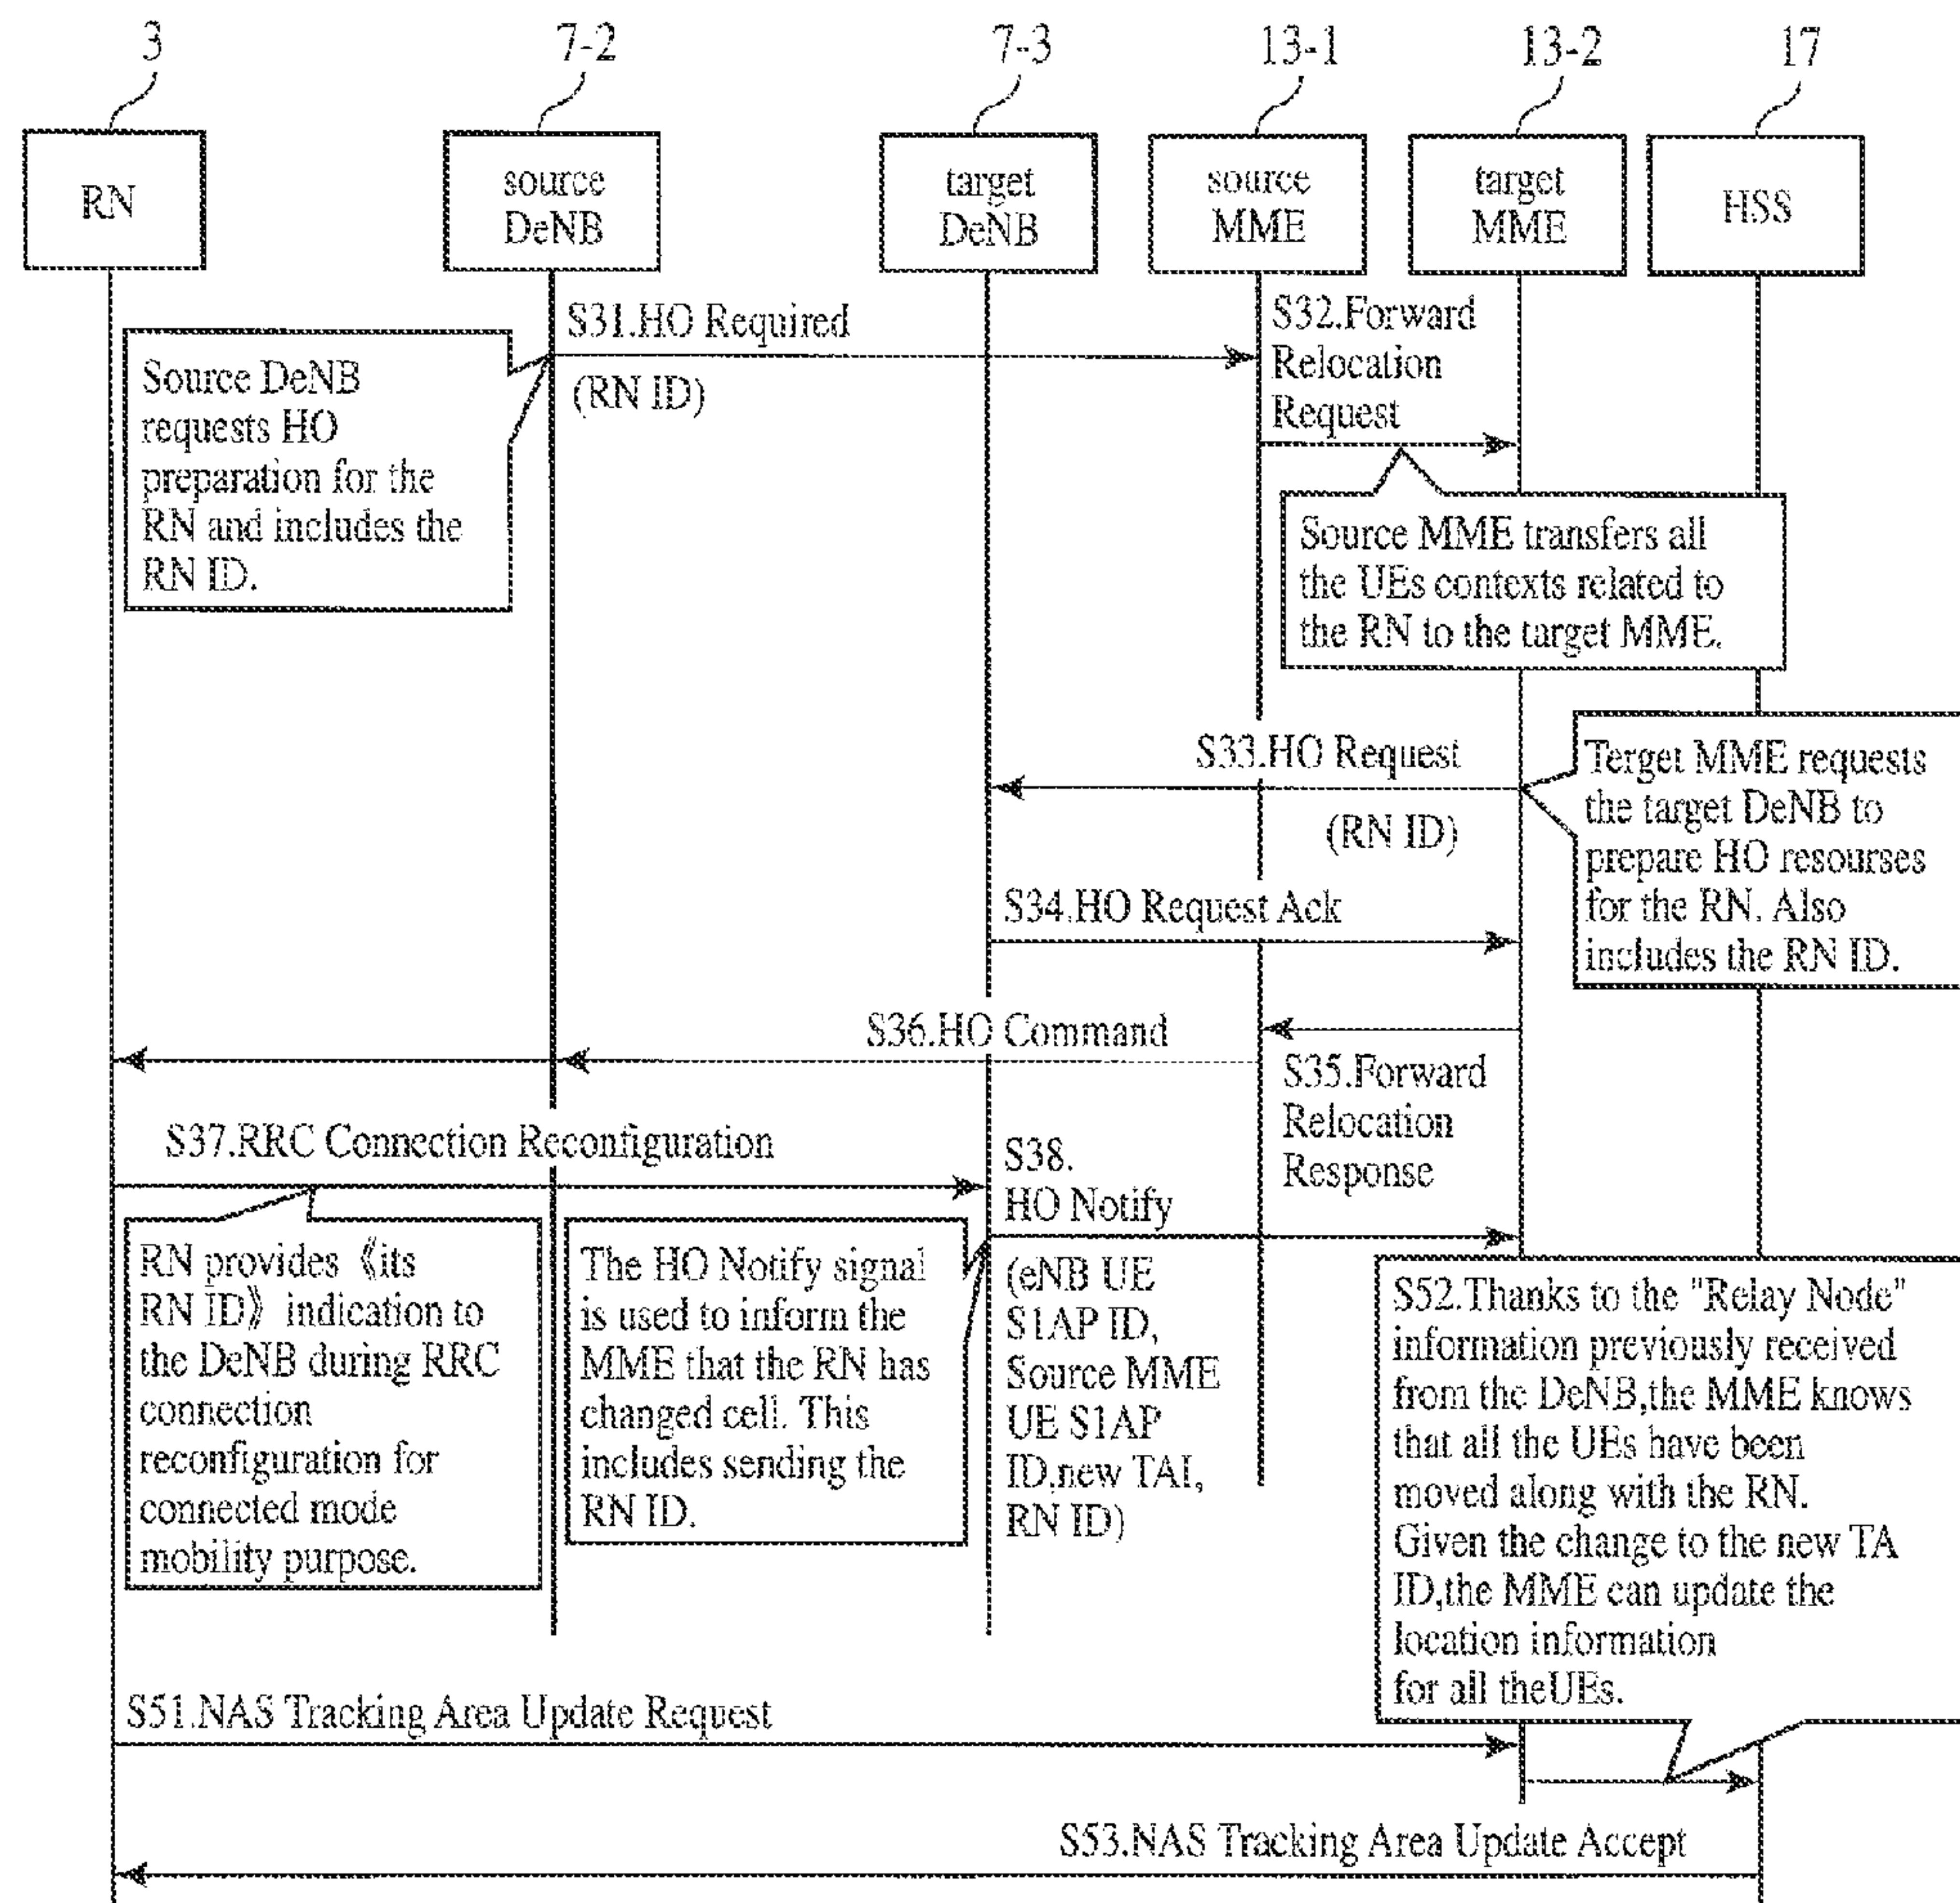 3
7-2
7-3
13-1
13-2
17
RN
source
DeNB
target
DeNB
source
MME
target
MME
HSS
S31.HO Required
(RN ID)
S32.Forward
Relocation
Request
Source DeNB
requests HO
preparation for the
RN and includes the
RN ID.
Source MME transfers all
the UEs contexts related to
the RN to the target MME.
S33.HO Request
(RN ID)
Terget MME requests
the target DeNB to
prepare HO resourses
for the RN. Also
includes the RN ID.
S34.HO Request Ack
S36.HO Command
S35.Forward
Relocation
Response
S37.RRC Connection Reconfiguration
S38.
HO Notify
(eNB UE
S1AP ID,
Source MME
UE S1AP
ID,new TAI,
RN ID)
RN provides《its
RN ID》 indication to
the DeNB during RRC
connection
reconfiguration for
connected mode
mobility purpose.
The HO Notify signal
is used to inform the
MME that the RN has
changed cell. This
includes sending the
RN ID.
S52.Thanks to the "Relay Node"
information previously received
from the DeNB,the MME knows
that all the UEs have been
moved along with the RN.
Given the change to the new TA
ID,the MME can update the
location information
for all theUEs.
S51.NAS Tracking Area Update Request
S53.NAS Tracking Area Update Accept